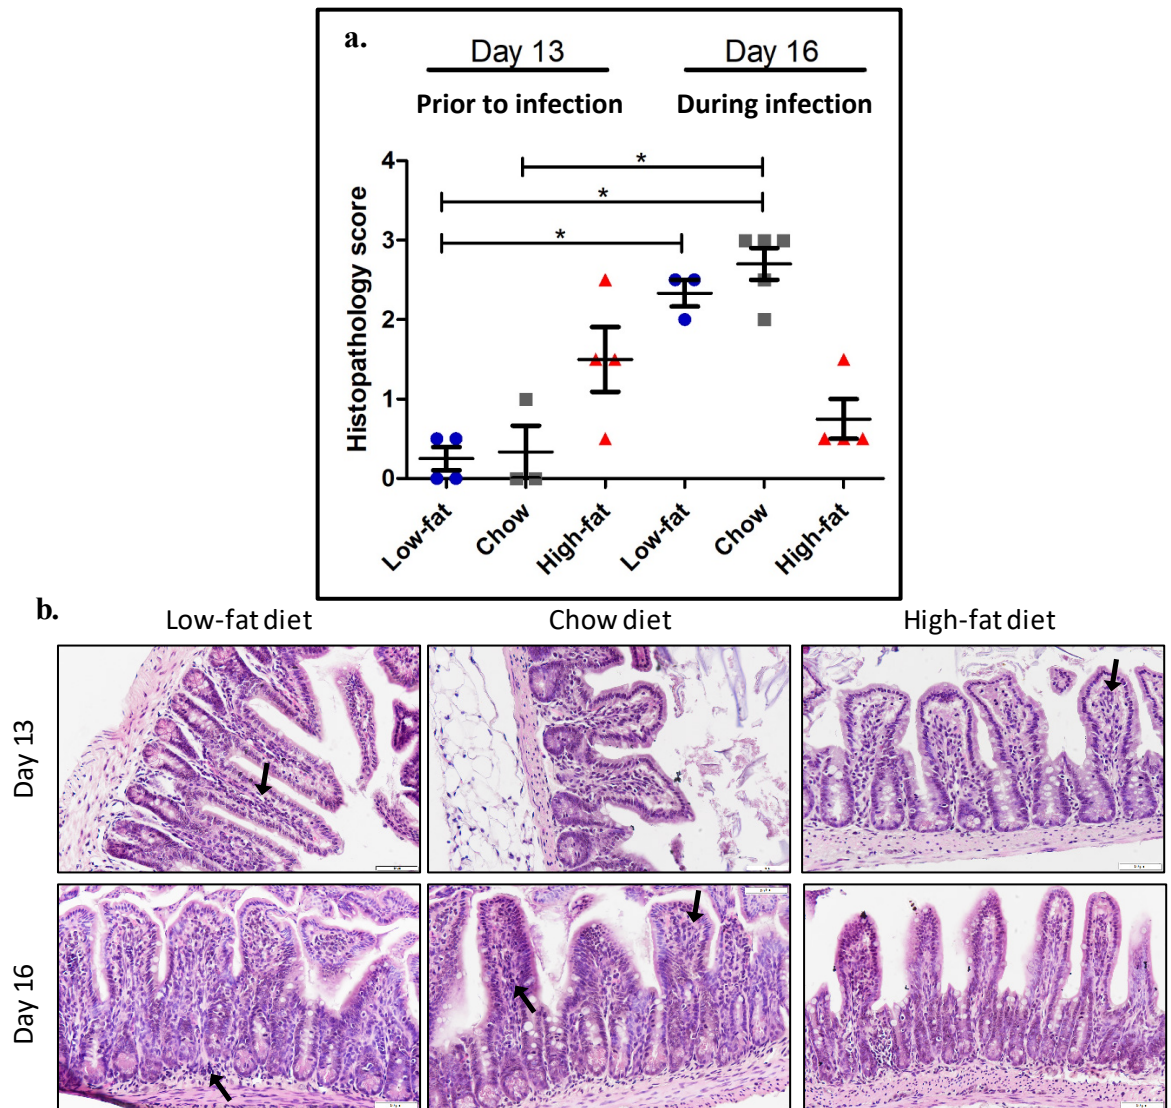 a.
Day 13
Day 16
Prior to infection
During infection
*
*
*
Histopathology score
4
3
2
1
0
Low-fat
Chow
High-fat
Low-fat
Chow
High-fat
b.
Low-fat diet
Chow diet
High-fat diet
Day 13
Day 16